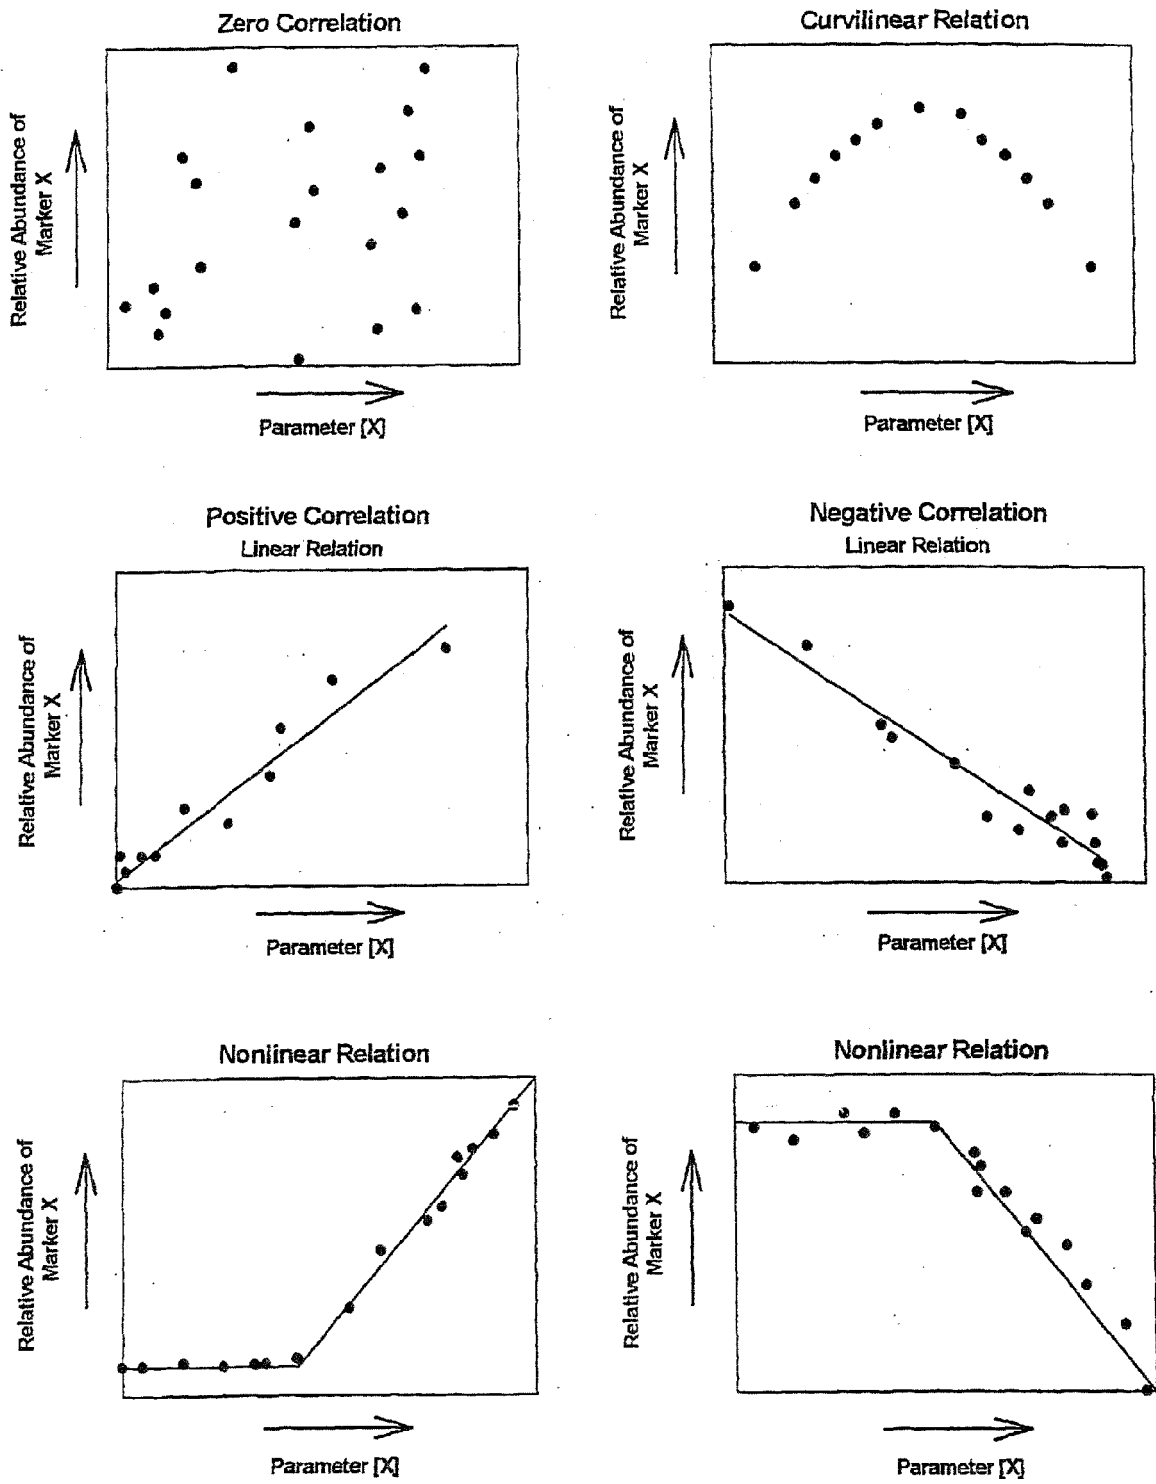 Zero Correlation
Relative Abundance of
Marker X
Parameter [X]
Curvilinear Relation
Relative Abundance of
Marker X
Parameter [X]
Positive Correlation
Linear Relation
Relative Abundance of
Marker X
Parameter [X]
Negative Correlation
Linear Relation
Relative Abundance of
Marker X
Parameter [X]
Nonlinear Relation
Relative Abundance of
Marker X
Parameter [X]
Nonlinear Relation
Relative Abundance of
Marker X
Parameter [X]